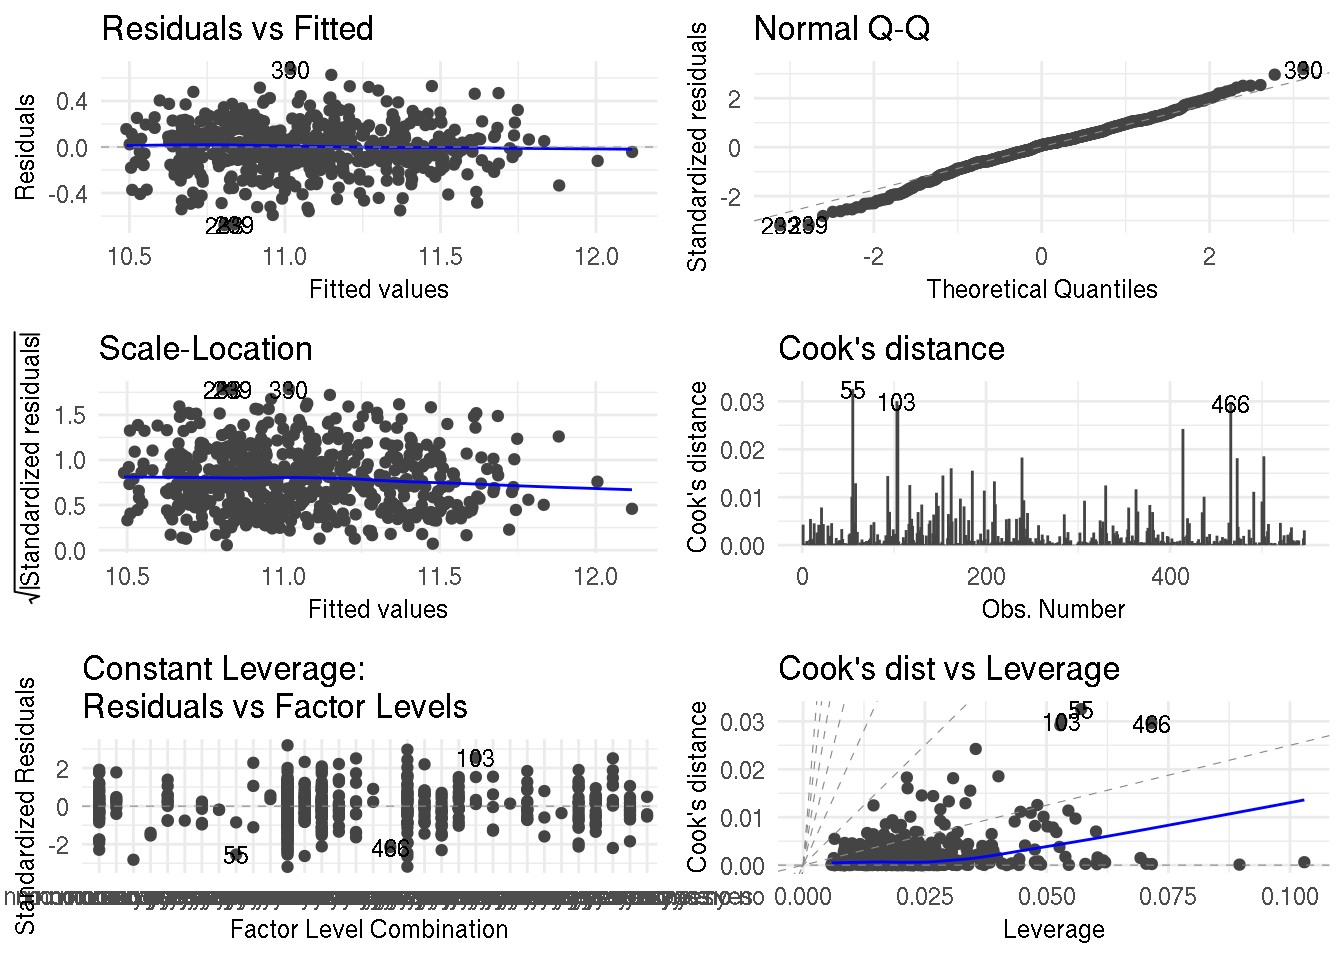 Residuals vs Fitted
Residuals
0.4
0.0
-0.4
390
239
10.5 11.0 11.5 12.0
Fitted values
Normal Q-Q
Standardized residuals
2
0
-2
390
239
-2 0 2
Theoretical Quantiles
Scale-Location
√|Standardized residuals|
1.5
1.0
0.5
0.0
239 390
10.5 11.0 11.5 12.0
Fitted values
Cook's distance
Cook's distance
0.03
0.02
0.01
0.00
55 103 466
0 200 400
Obs. Number
Constant Leverage:
Residuals vs Factor Levels
Standardized Residuals
2
0
-2
103
55 466
Factor Level Combination
Cook's dist vs Leverage
Cook's distance
0.03
0.02
0.01
0.00
55
103 466
0.000 0.025 0.050 0.075 0.100
Leverage